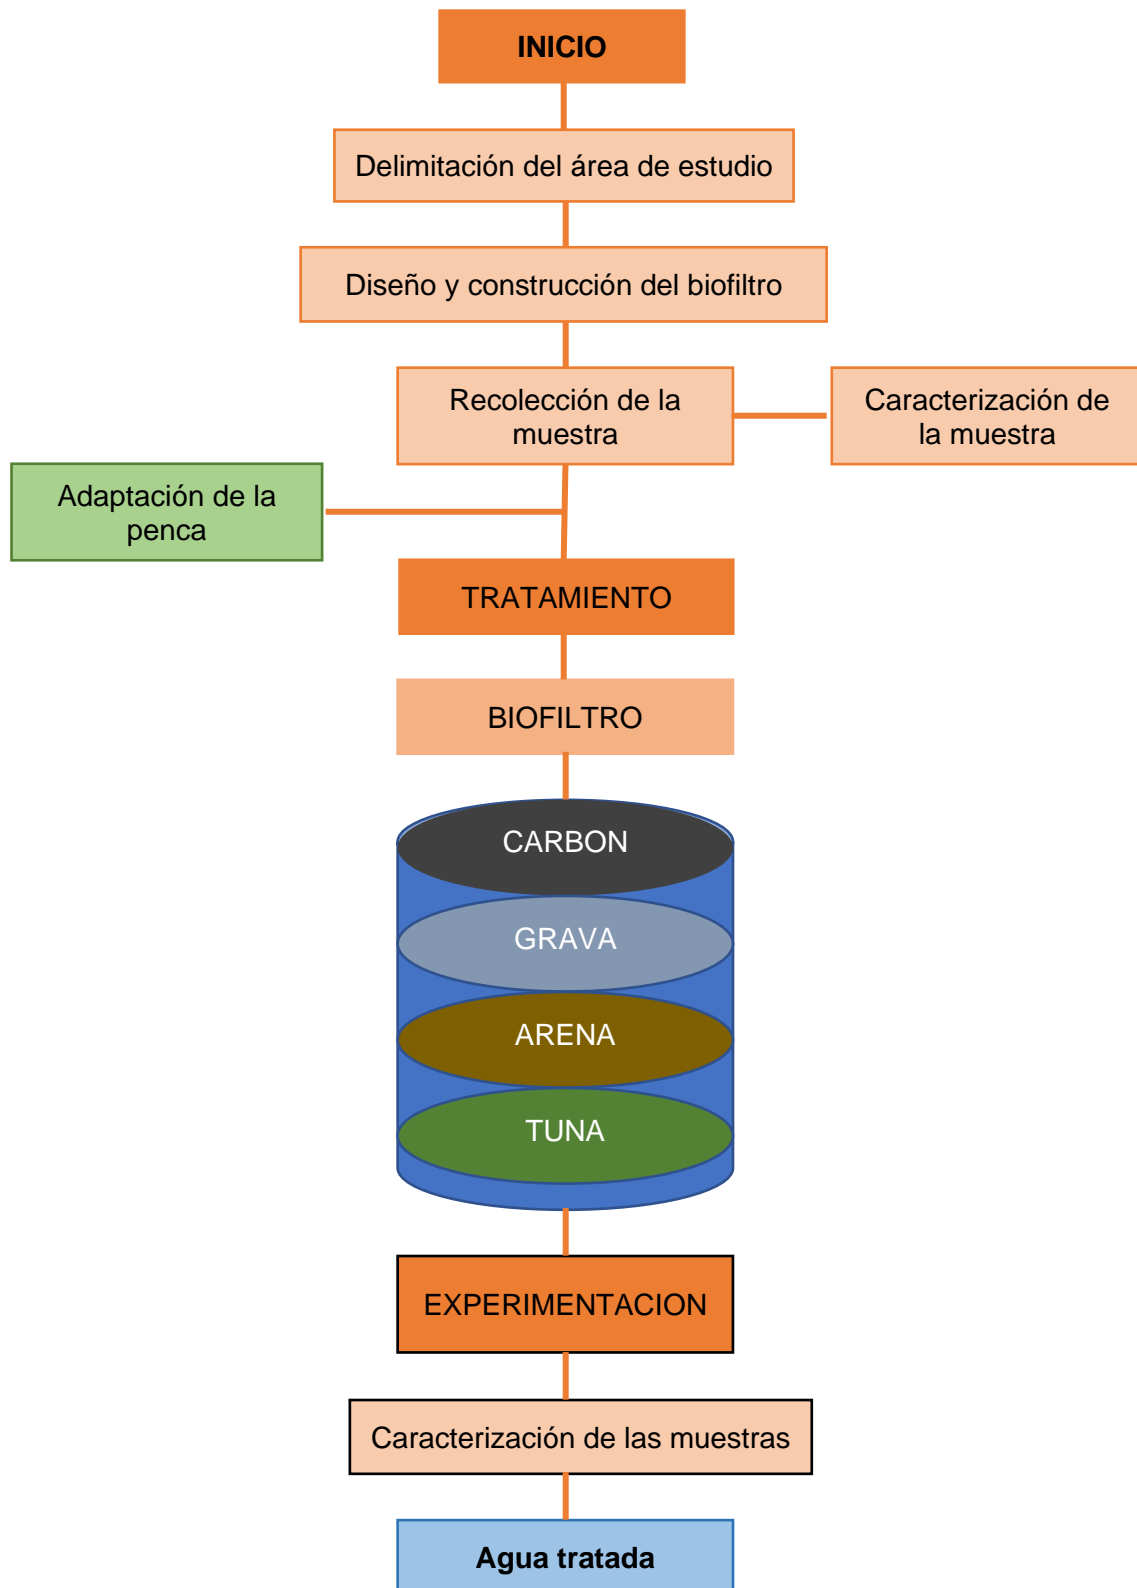 INICIO
Delimitación del área de estudio
Diseño y construcción del biofiltro
Recolección de la
muestra
Caracterización de
la muestra
Adaptación de la
penca
TRATAMIENTO
BIOFILTRO
CARBON
GRAVA
ARENA
TUNA
EXPERIMENTACION
Caracterización de las muestras
Agua tratada